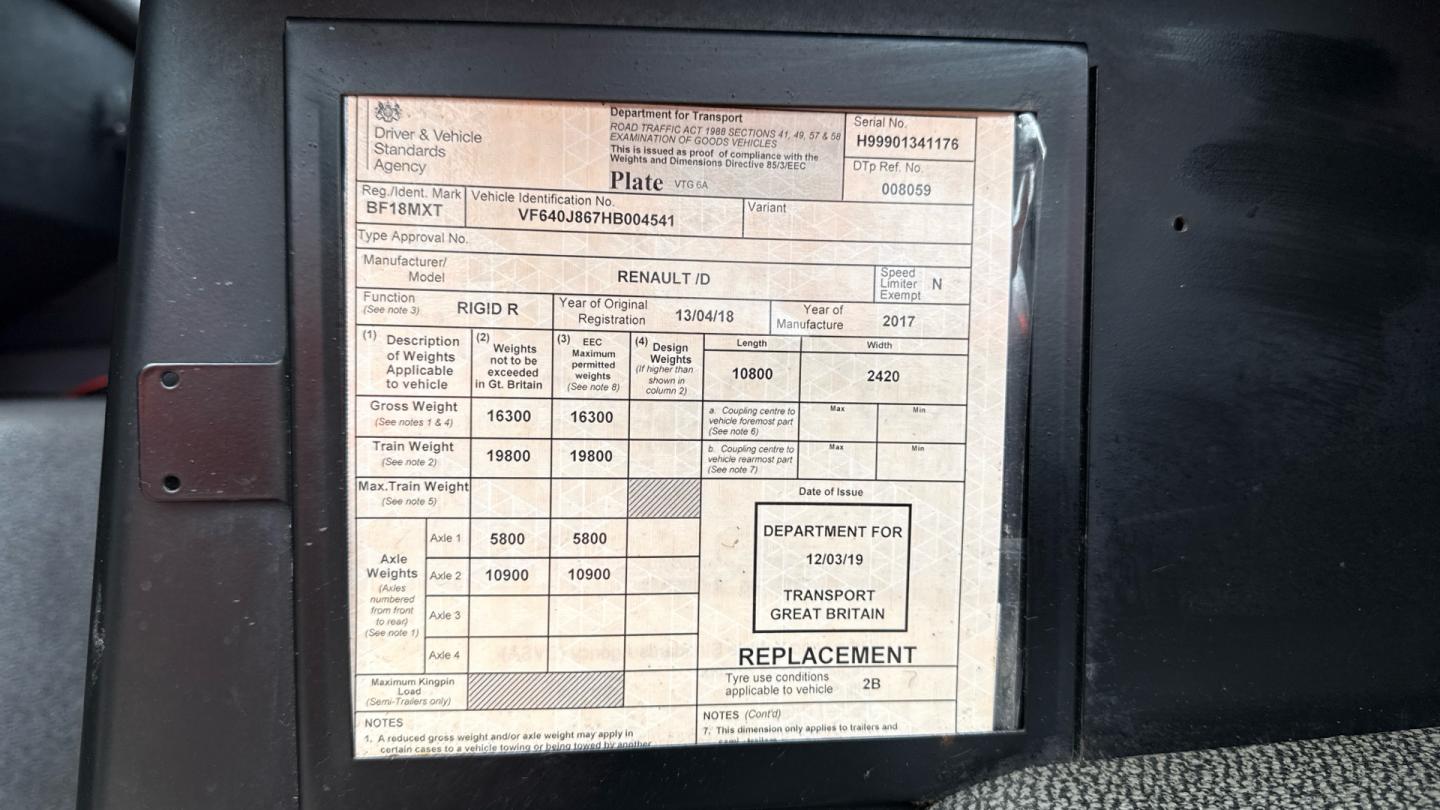 Driver & Vehicle
Standards
Agency
Department for Transport
ROAD TRAFFIC ACT 1988 SECTIONS 41, 49, 57 & 58
EXAMINATION OF GOODS VEHICLES
This is issued as proof of compliance with the
Weights and Dimensions Directive 85/3/EEC
Plate VTG 6A
Serial No.
H99901341176
DTp Ref. No.
008059
Reg./Ident. Mark
BF18MXT
Vehicle Identification No.
VF640J867HB004541
Variant
Type Approval No.
Manufacturer/
Model
RENAULT /D
Speed
Limiter
Exempt
N
Function
(See note 3)
RIGID R
Year of Original
Registration
13/04/18
Year of
Manufacture
2017
(1) Description
of Weights
Applicable
to vehicle
(2) Weights
not to be
exceeded
in Gt. Britain
(3) EEC
Maximum
permitted
weights
(See note 8)
(4) Design
Weights
(If higher than
shown in
column 2)
Length
10800
Width
2420
Gross Weight
(See notes 1 & 4)
16300
16300
a. Coupling centre to
vehicle foremost part
(See note 6)
Max
Min
Train Weight
(See note 2)
19800
19800
b. Coupling centre to
vehicle rearmost part
(See note 7)
Max
Min
Max.Train Weight
(See note 5)
Axle
Weights
(Axles
numbered
from front
to rear)
(See note 1)
Axle 1
5800
5800
Axle 2
10900
10900
Axle 3
Axle 4
Maximum Kingpin
Load
(Semi-Trailers only)
Date of Issue
DEPARTMENT FOR
12/03/19
TRANSPORT
GREAT BRITAIN
REPLACEMENT
Tyre use conditions
applicable to vehicle
2B
NOTES
1. A reduced gross weight and/or axle weight may apply in
certain cases to a vehicle towing or being towed by another
NOTES (Cont'd)
7. This dimension only applies to trailers and